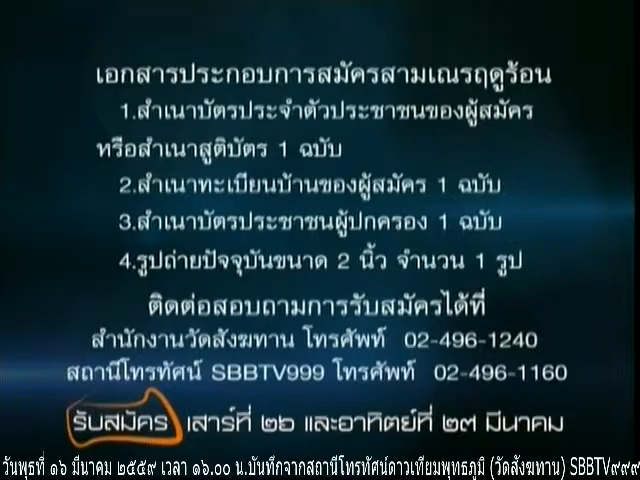 เอกสารประกอบการสมัครสามเณรฤดูร้อน
1.สำเนาบัตรประจำตัวประชาชนของผู้สมัคร
หรือสำเนาสูติบัตร 1 ฉบับ
2.สำเนาทะเบียนบ้านของผู้สมัคร 1 ฉบับ
3.สำเนาบัตรประชาชนผู้ปกครอง 1 ฉบับ
4.รูปถ่ายปัจจุบันขนาด 2 นิ้ว จำนวน 1 รูป
ติดต่อสอบถามการรับสมัครได้ที่
สำนักงานวัดสังฆทาน โทรศัพท์ 02-496-1240
สถานีโทรทัศน์ SBBTV999 โทรศัพท์ 02-496-1160
รับสมัคร เสาร์ที่ ๒๖ และอาทิตย์ที่ ๒๗ มีนาคม
วันพุธที่ ๑๖ มีนาคม ๒๕๕๙ เวลา ๑๖.๐๐ น.บันทึกจากสถานีโทรทัศน์ดาวเทียมพุทธภูมิ (วัดสังฆทาน) SBBTV๙๙๙